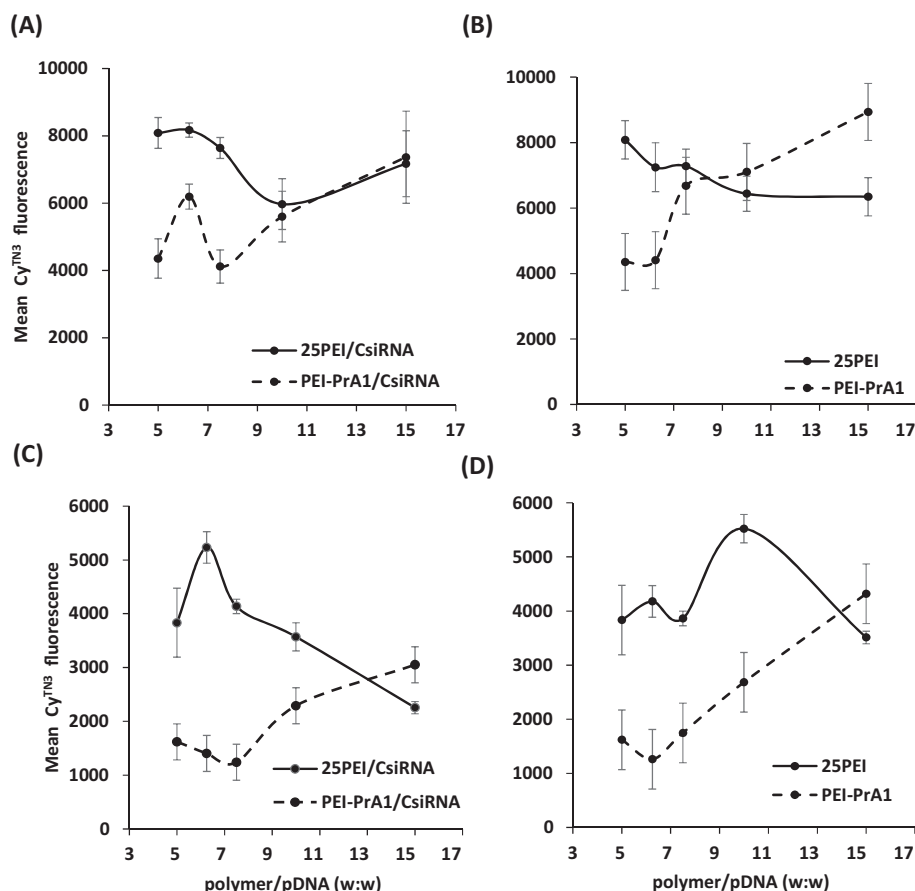 (A)
10000
8000
6000
4000
2000
0
Mean Cy^TN3 fluorescence
25PEI/CsiRNA
PEI-PrA1/CsiRNA
3 5 7 9 11 13 15 17
(B)
10000
8000
6000
4000
2000
0
25PEI
PEI-PrA1
3 5 7 9 11 13 15 17
(C)
6000
5000
4000
3000
2000
1000
0
Mean Cy^TN3 fluorescence
25PEI/CsiRNA
PEI-PrA1/CsiRNA
3 5 7 9 11 13 15 17
polymer/pDNA (w:w)
(D)
6000
5000
4000
3000
2000
1000
0
25PEI
PEI-PrA1
3 5 7 9 11 13 15 17
polymer/pDNA (w:w)